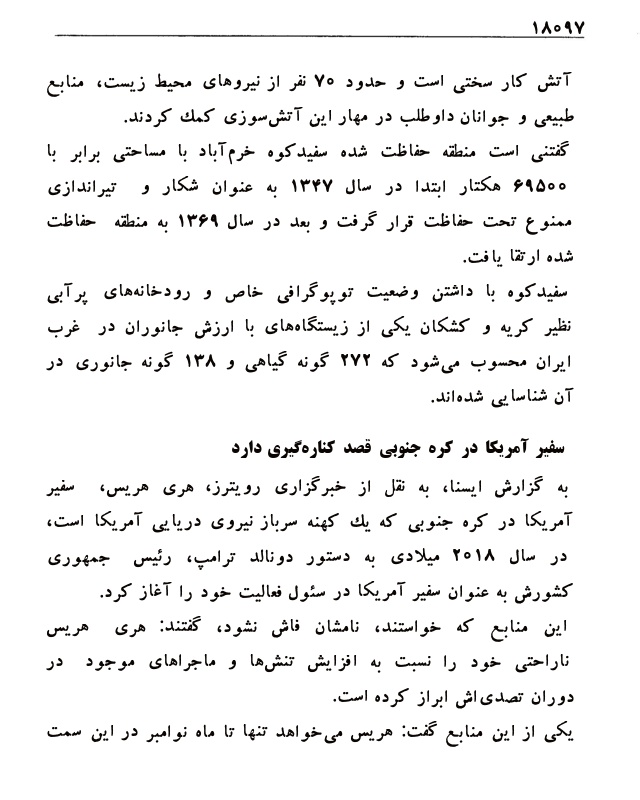 ۱۸۰۹۷
آتش کار سختی است و حدود ۷۰ نفر از نیروهای محیط زیست، منابع
طبیعی و جوانان داوطلب در مهار این آتش‌سوزی کمك کردند.
گفتنی است منطقه حفاظت شده سفیدکوه خرم‌آباد با مساحتی برابر با
۶۹۵۰۰ هکتار ابتدا در سال ۱۳۴۷ به عنوان شکار و تیراندازی
ممنوع تحت حفاظت قرار گرفت و بعد در سال ۱۳۶۹ به منطقه حفاظت
شده ارتقا یافت.
سفیدکوه با داشتن وضعیت توپوگرافی خاص و رودخانه‌های پرآبی
نظیر کریه و کشکان یکی از زیستگاه‌های با ارزش جانوران در غرب
ایران محسوب می‌شود که ۲۷۲ گونه گیاهی و ۱۳۸ گونه جانوری در
آن شناسایی شده‌اند.
سفیر آمریکا در کره جنوبی قصد کناره‌گیری دارد
به گزارش ایسنا، به نقل از خبرگزاری رویترز، هری هریس، سفیر
آمریکا در کره جنوبی که یك کهنه سرباز نیروی دریایی آمریکا است،
در سال ۲۰۱۸ میلادی به دستور دونالد ترامپ، رئیس جمهوری
کشورش به عنوان سفیر آمریکا در سئول فعالیت خود را آغاز کرد.
این منابع که خواستند، نامشان فاش نشود، گفتند: هری هریس
ناراحتی خود را نسبت به افزایش تنش‌ها و ماجراهای موجود در
دوران تصدی‌اش ابراز کرده است.
یکی از این منابع گفت: هریس می‌خواهد تنها تا ماه نوامبر در این سمت